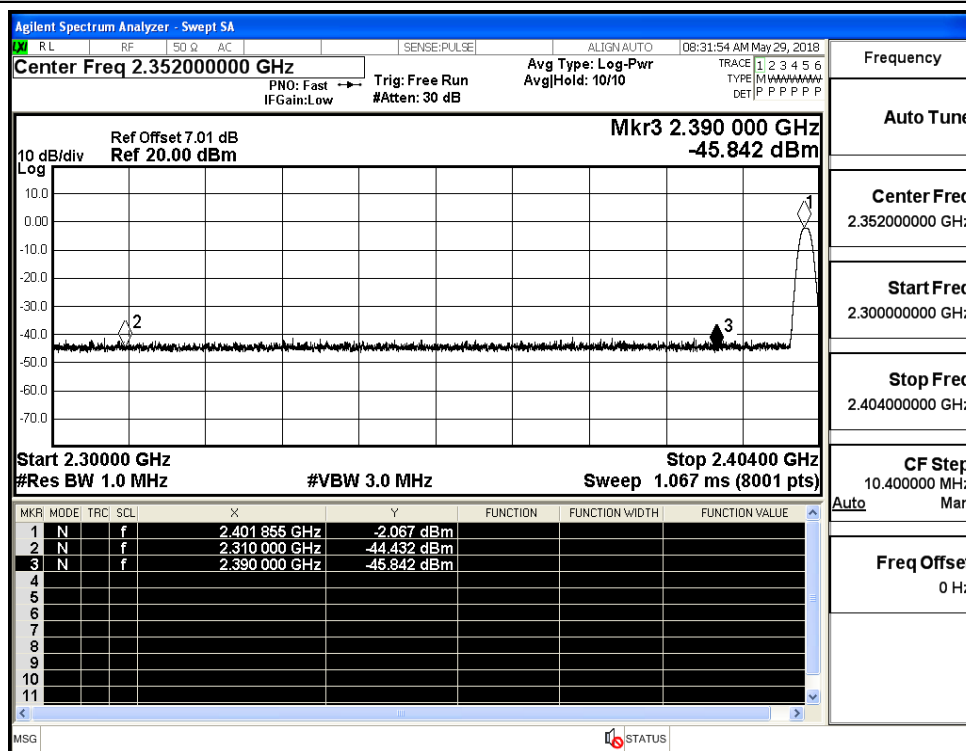 Agilent Spectrum Analyzer - Swept SA
LXI RL RF 50 Ω AC SENSE:PULSE ALIGN AUTO 08:31:54 AM May 29, 2018
Center Freq 2.352000000 GHz
PNO: Fast
IFGain:Low
Trig: Free Run
#Atten: 30 dB
Avg Type: Log-Pwr
Avg|Hold: 10/10
TRACE 1 2 3 4 5 6
TYPE M W W W W W
DET P P P P P P
Ref Offset 7.01 dB
10 dB/div Ref 20.00 dBm
Log
Mkr3 2.390 000 GHz
-45.842 dBm
10.0
0.00
-10.0
-20.0
-30.0
-40.0
-50.0
-60.0
-70.0
1
2
3
Start 2.30000 GHz Stop 2.40400 GHz
#Res BW 1.0 MHz #VBW 3.0 MHz Sweep 1.067 ms (8001 pts)
MKR MODE TRC SCL X Y FUNCTION FUNCTION WIDTH FUNCTION VALUE
1 N f 2.401 855 GHz -2.067 dBm
2 N f 2.310 000 GHz -44.432 dBm
3 N f 2.390 000 GHz -45.842 dBm
4
5
6
7
8
9
10
11
MSG STATUS
Frequency
Auto Tune
Center Freq
2.352000000 GHz
Start Freq
2.300000000 GHz
Stop Freq
2.404000000 GHz
CF Step
10.400000 MHz
Auto Man
Freq Offset
0 Hz